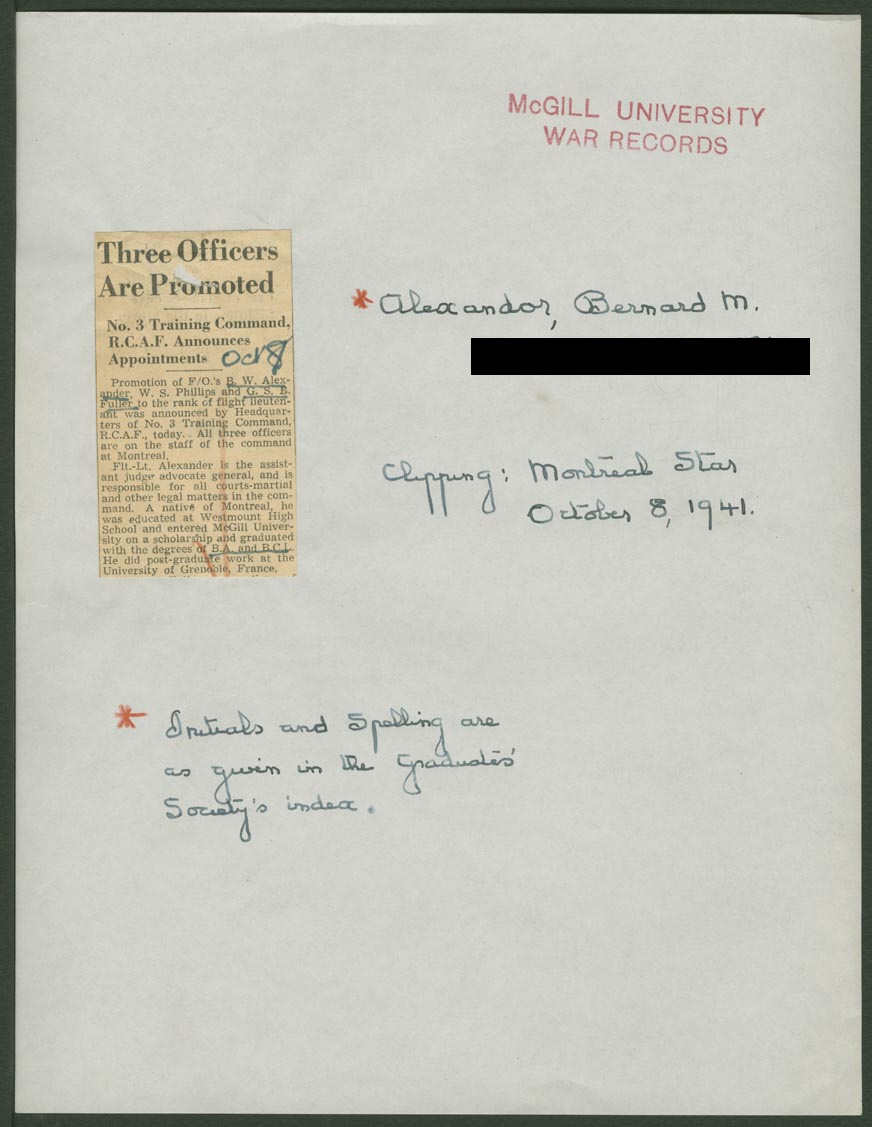 McGILL UNIVERSITY
WAR RECORDS
Three Officers
Are Promoted
No. 3 Training Command,
R.C.A.F. Announces
Appointments Oct 8
Promotion of F/O.'s B. W. Alex-
ander, W. S. Phillips and G. S. B.
Fuller to the rank of flight lieuten-
ant was announced by Headquar-
ters of No. 3 Training Command,
R.C.A.F., today. All three officers
are on the staff of the command
at Montreal.
Flt.-Lt. Alexander is the assist-
ant judge advocate general, and is
responsible for all courts-martial
and other legal matters in the com-
mand. A native of Montreal, he
was educated at Westmount High
School and entered McGill Univer-
sity on a scholarship and graduated
with the degrees of B.A. and B.C.L.
He did post-graduate work at the
University of Grenoble, France.
* Alexandor, Bernard M.
Clipping: Montreal Star
October 8, 1941.
* Initials and Spelling are
as given in the Graduates'
Society's index.